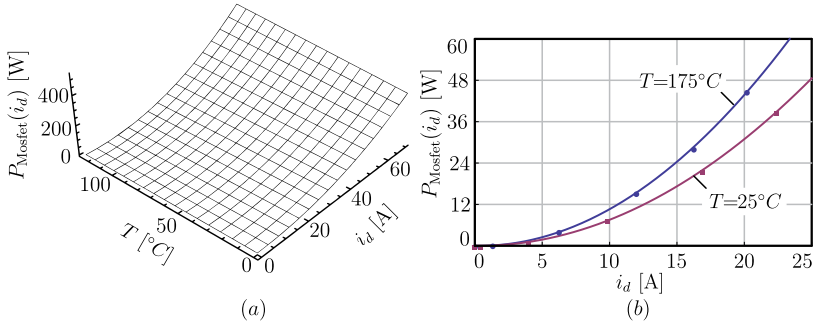 P_Mosfet(i_d) [W]
400
200
0
100
50
0
T [°C]
0
20
40
60
i_d [A]
(a)
P_Mosfet(i_d) [W]
60
48
36
24
12
0
T=175°C
T=25°C
0
5
10
15
20
25
i_d [A]
(b)